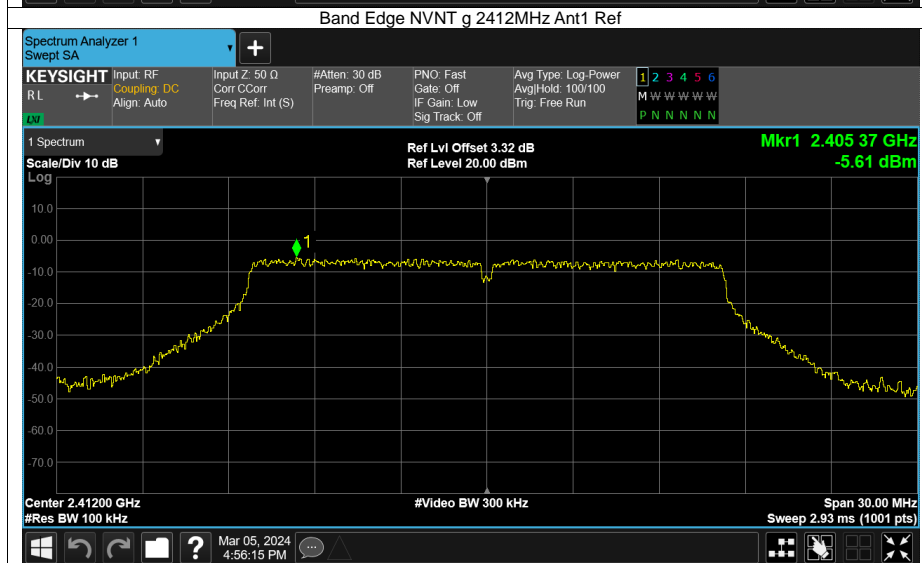 Band Edge NVNT g 2412MHz Ant1 Ref
Spectrum Analyzer 1
Swept SA
KEYSIGHT
R L
LXI
Input: RF
Coupling: DC
Align: Auto
Input Z: 50 Ω
Corr CCorr
Freq Ref: Int (S)
#Atten: 30 dB
Preamp: Off
PNO: Fast
Gate: Off
IF Gain: Low
Sig Track: Off
Avg Type: Log-Power
Avg|Hold: 100/100
Trig: Free Run
1 2 3 4 5 6
M W W W W W
P N N N N N
1 Spectrum
Scale/Div 10 dB
Ref Lvl Offset 3.32 dB
Ref Level 20.00 dBm
Mkr1 2.405 37 GHz
-5.61 dBm
Log
10.0
0.00
-10.0
-20.0
-30.0
-40.0
-50.0
-60.0
-70.0
1
Center 2.41200 GHz
#Res BW 100 kHz
#Video BW 300 kHz
Span 30.00 MHz
Sweep 2.93 ms (1001 pts)
?
Mar 05, 2024
4:56:15 PM